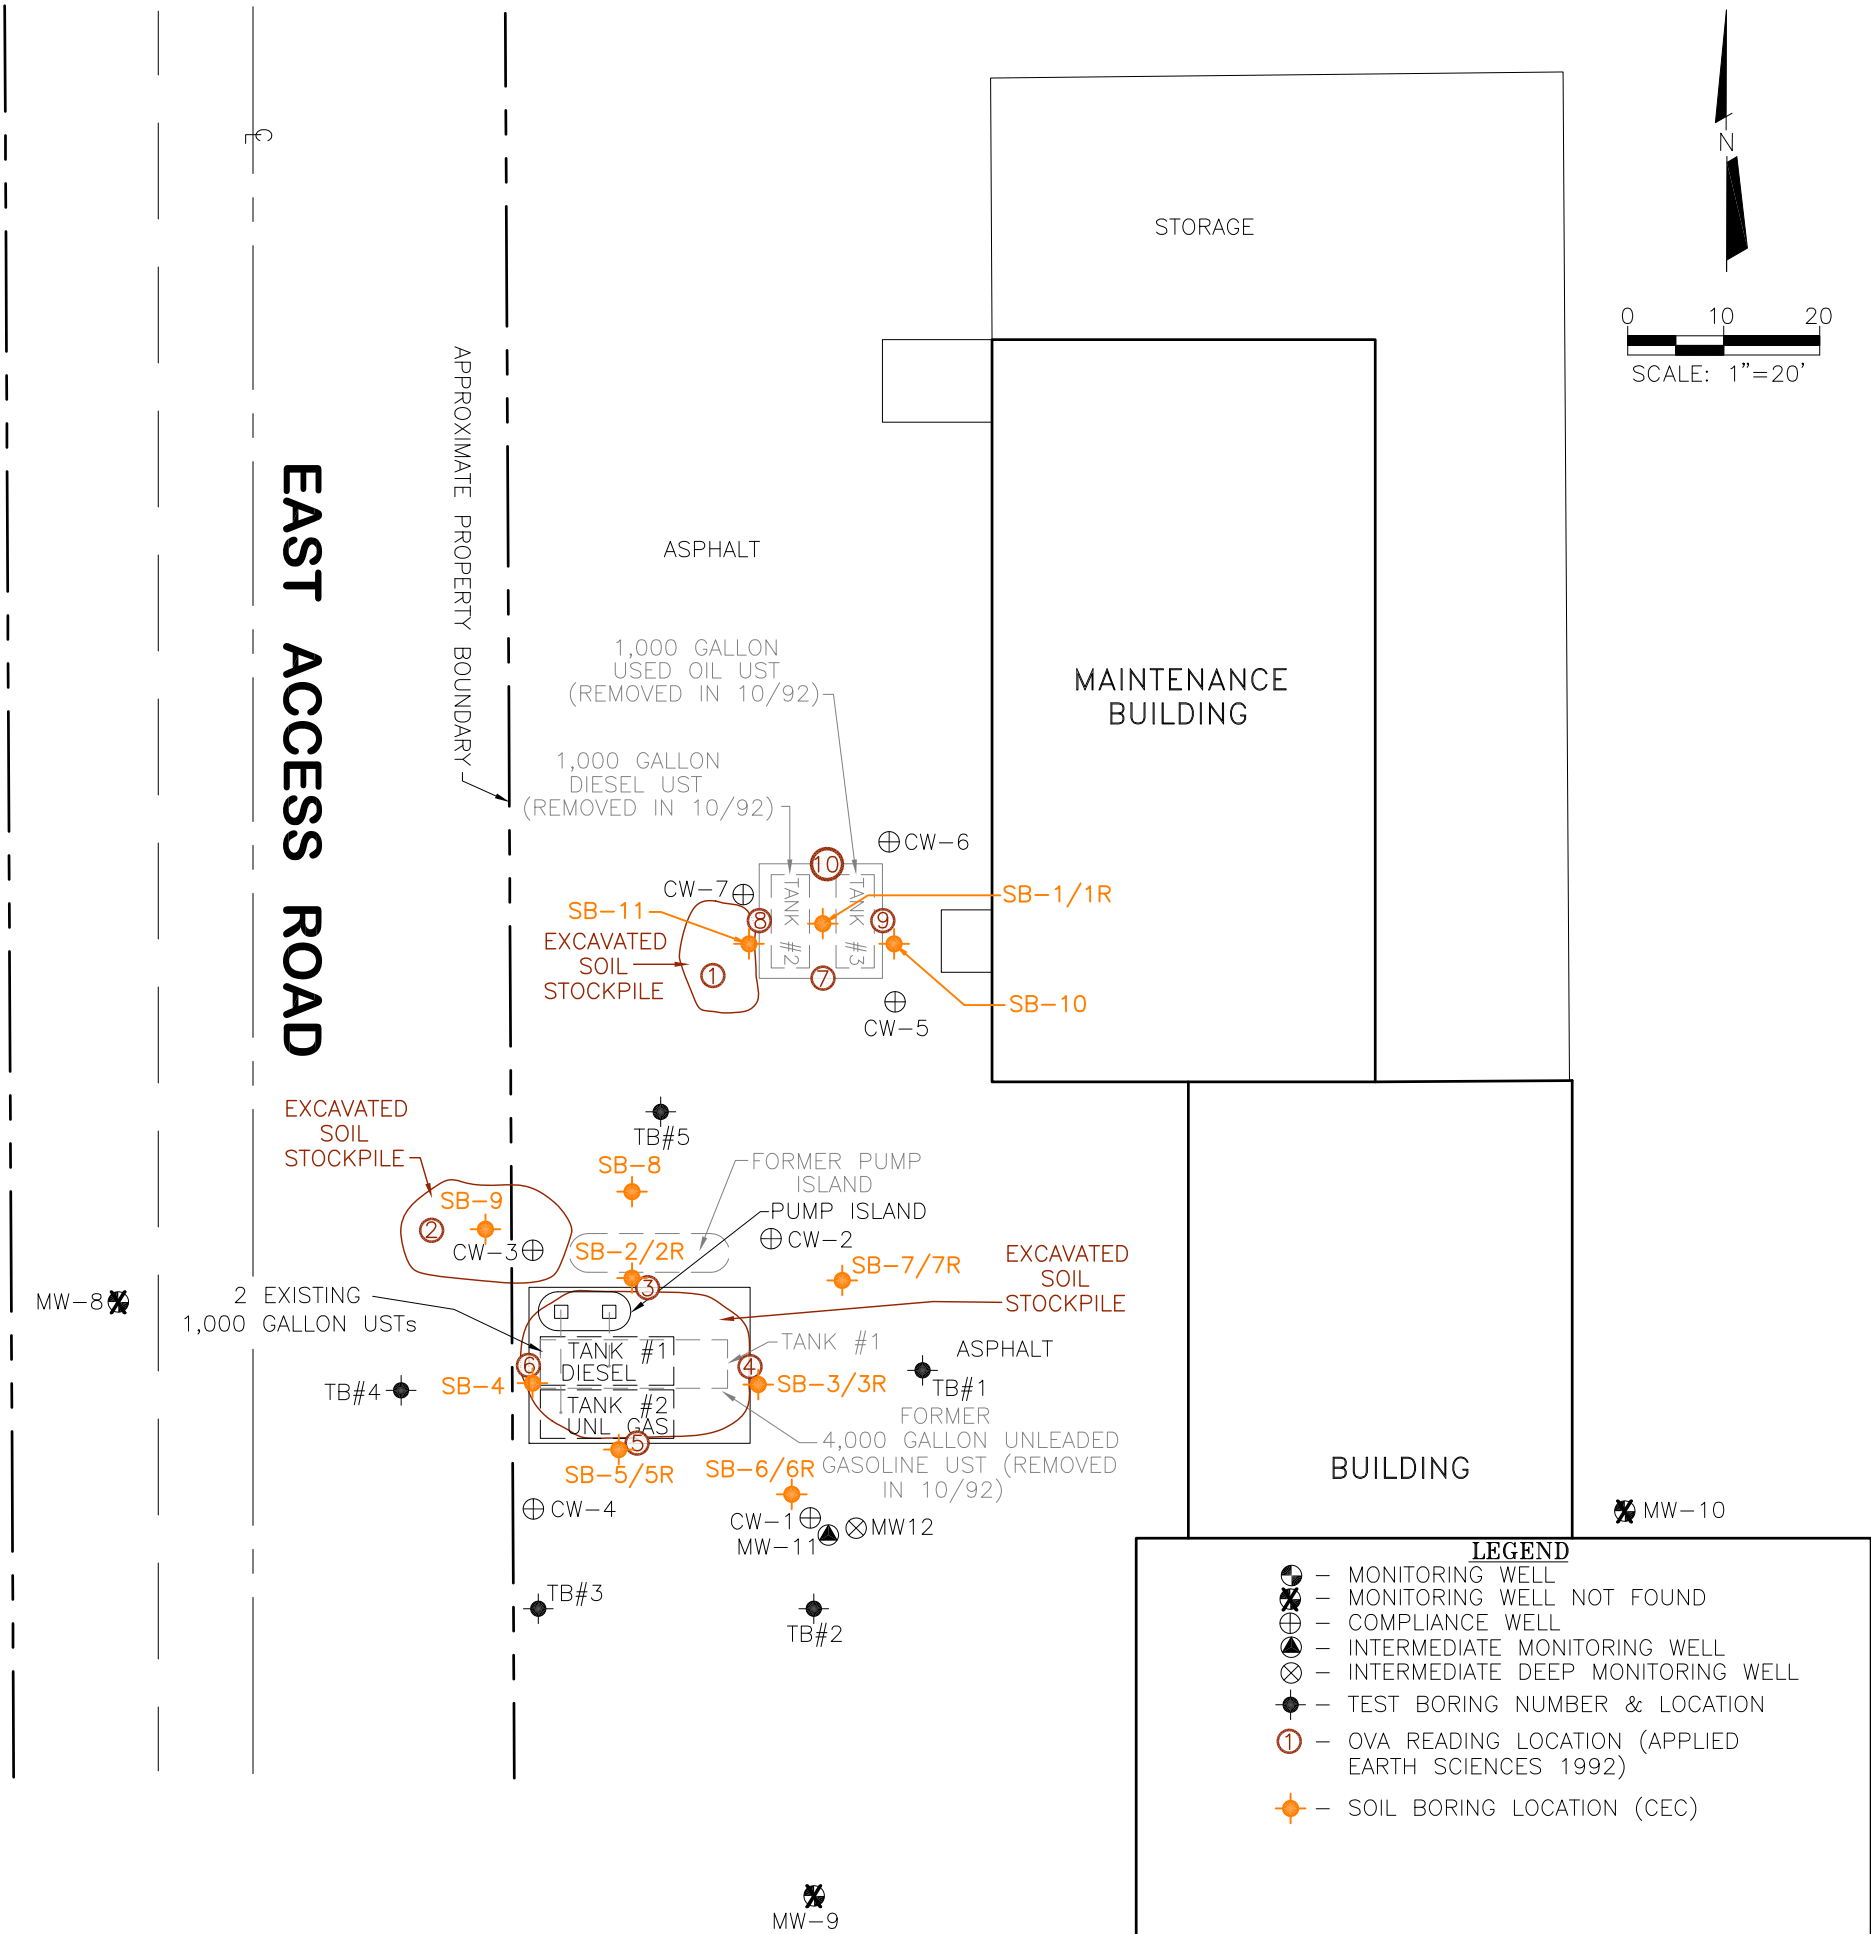 CL
N
STORAGE
0 10 20
SCALE: 1"=20'
APPROXIMATE PROPERTY BOUNDARY
EAST ACCESS ROAD
ASPHALT
1,000 GALLON
USED OIL UST
(REMOVED IN 10/92)
MAINTENANCE
BUILDING
1,000 GALLON
DIESEL UST
(REMOVED IN 10/92)
CW-6
10
CW-7
TANK #2
TANK #3
SB-1/1R
SB-11
8
9
EXCAVATED
SOIL
STOCKPILE
1
7
SB-10
CW-5
EXCAVATED
SOIL
STOCKPILE
TB#5
SB-8
FORMER PUMP
ISLAND
SB-9
2
PUMP ISLAND
CW-3
CW-2
SB-2/2R
SB-7/7R
EXCAVATED
SOIL
STOCKPILE
3
MW-8
2 EXISTING
1,000 GALLON USTs
TANK #1
DIESEL
TANK #1
ASPHALT
6
4
TB#4
SB-4
SB-3/3R
TB#1
TANK #2
UNL GAS
5
FORMER
4,000 GALLON UNLEADED
GASOLINE UST (REMOVED
IN 10/92)
SB-5/5R
SB-6/6R
BUILDING
CW-4
CW-1
MW-11
MW12
MW-10
TB#3
TB#2
LEGEND
- MONITORING WELL
- MONITORING WELL NOT FOUND
- COMPLIANCE WELL
- INTERMEDIATE MONITORING WELL
- INTERMEDIATE DEEP MONITORING WELL
- TEST BORING NUMBER & LOCATION
1 - OVA READING LOCATION (APPLIED
EARTH SCIENCES 1992)
- SOIL BORING LOCATION (CEC)
MW-9